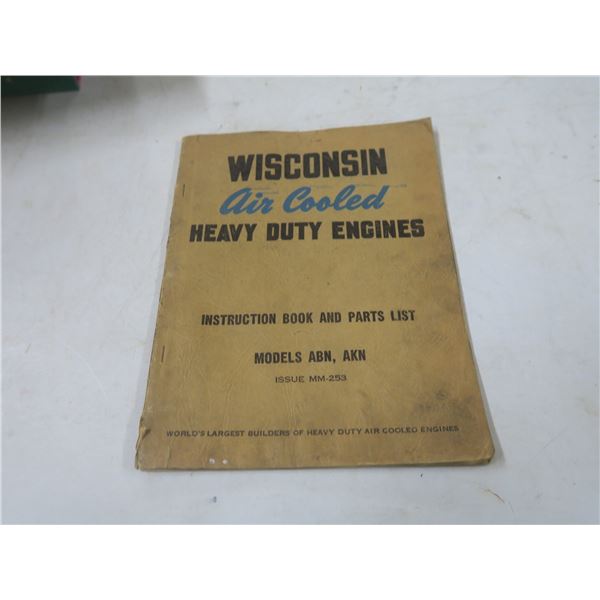 WISCONSIN
Air Cooled
HEAVY DUTY ENGINES
INSTRUCTION BOOK AND PARTS LIST
MODELS ABN, AKN
ISSUE MM-253
WORLD'S LARGEST BUILDERS OF HEAVY DUTY AIR COOLED ENGINES